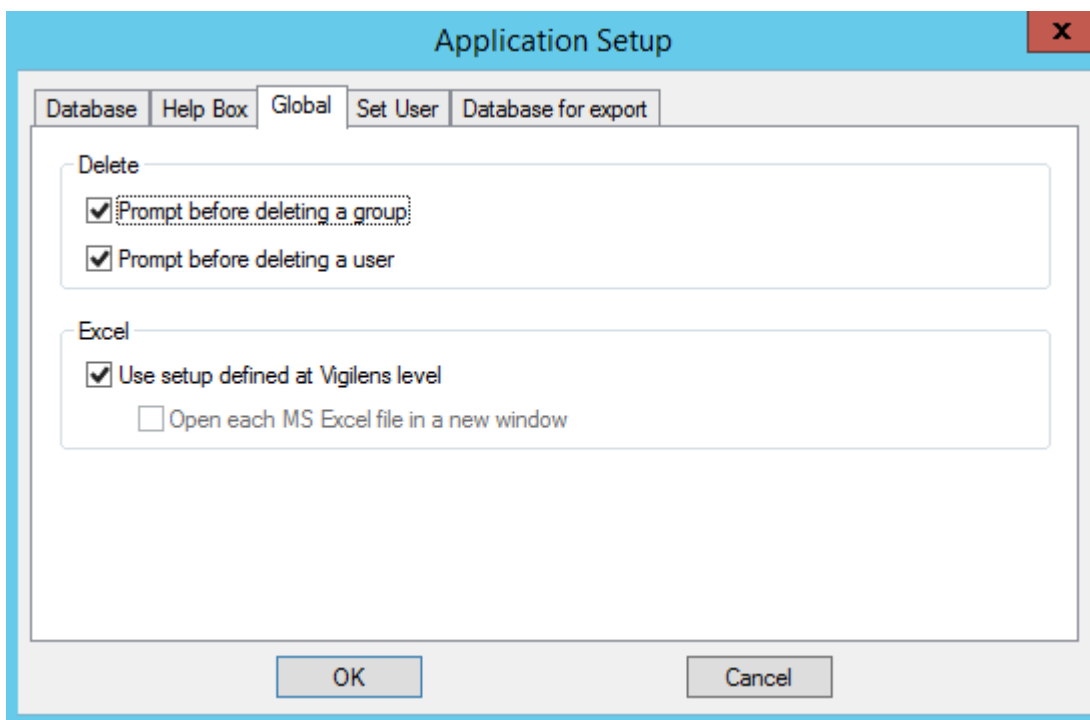 Application Setup
x
Database Help Box Global Set User Database for export
Delete
Prompt before deleting a group
Prompt before deleting a user
Excel
Use setup defined at Vigilens level
Open each MS Excel file in a new window
OK Cancel